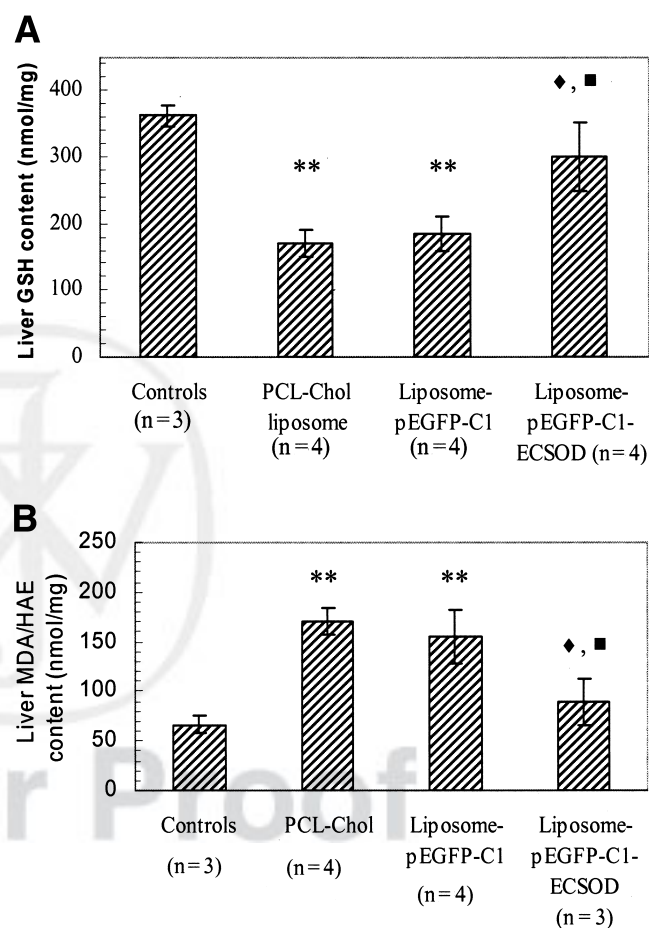 A
Liver GSH content (nmol/mg)
400
300
200
100
0
**
**
♦ , ■
Controls
(n=3)
PCL-Chol
liposome
(n=4)
Liposome-
pEGFP-C1
(n=4)
Liposome-
pEGFP-C1-
ECSOD (n=4)
B
Liver MDA/HAE
content (nmol/mg)
250
200
150
100
50
0
**
**
♦ , ■
Controls
(n=3)
PCL-Chol
(n=4)
Liposome-
pEGFP-C1
(n=4)
Liposome-
pEGFP-C1-
ECSOD
(n=3)
r Proof